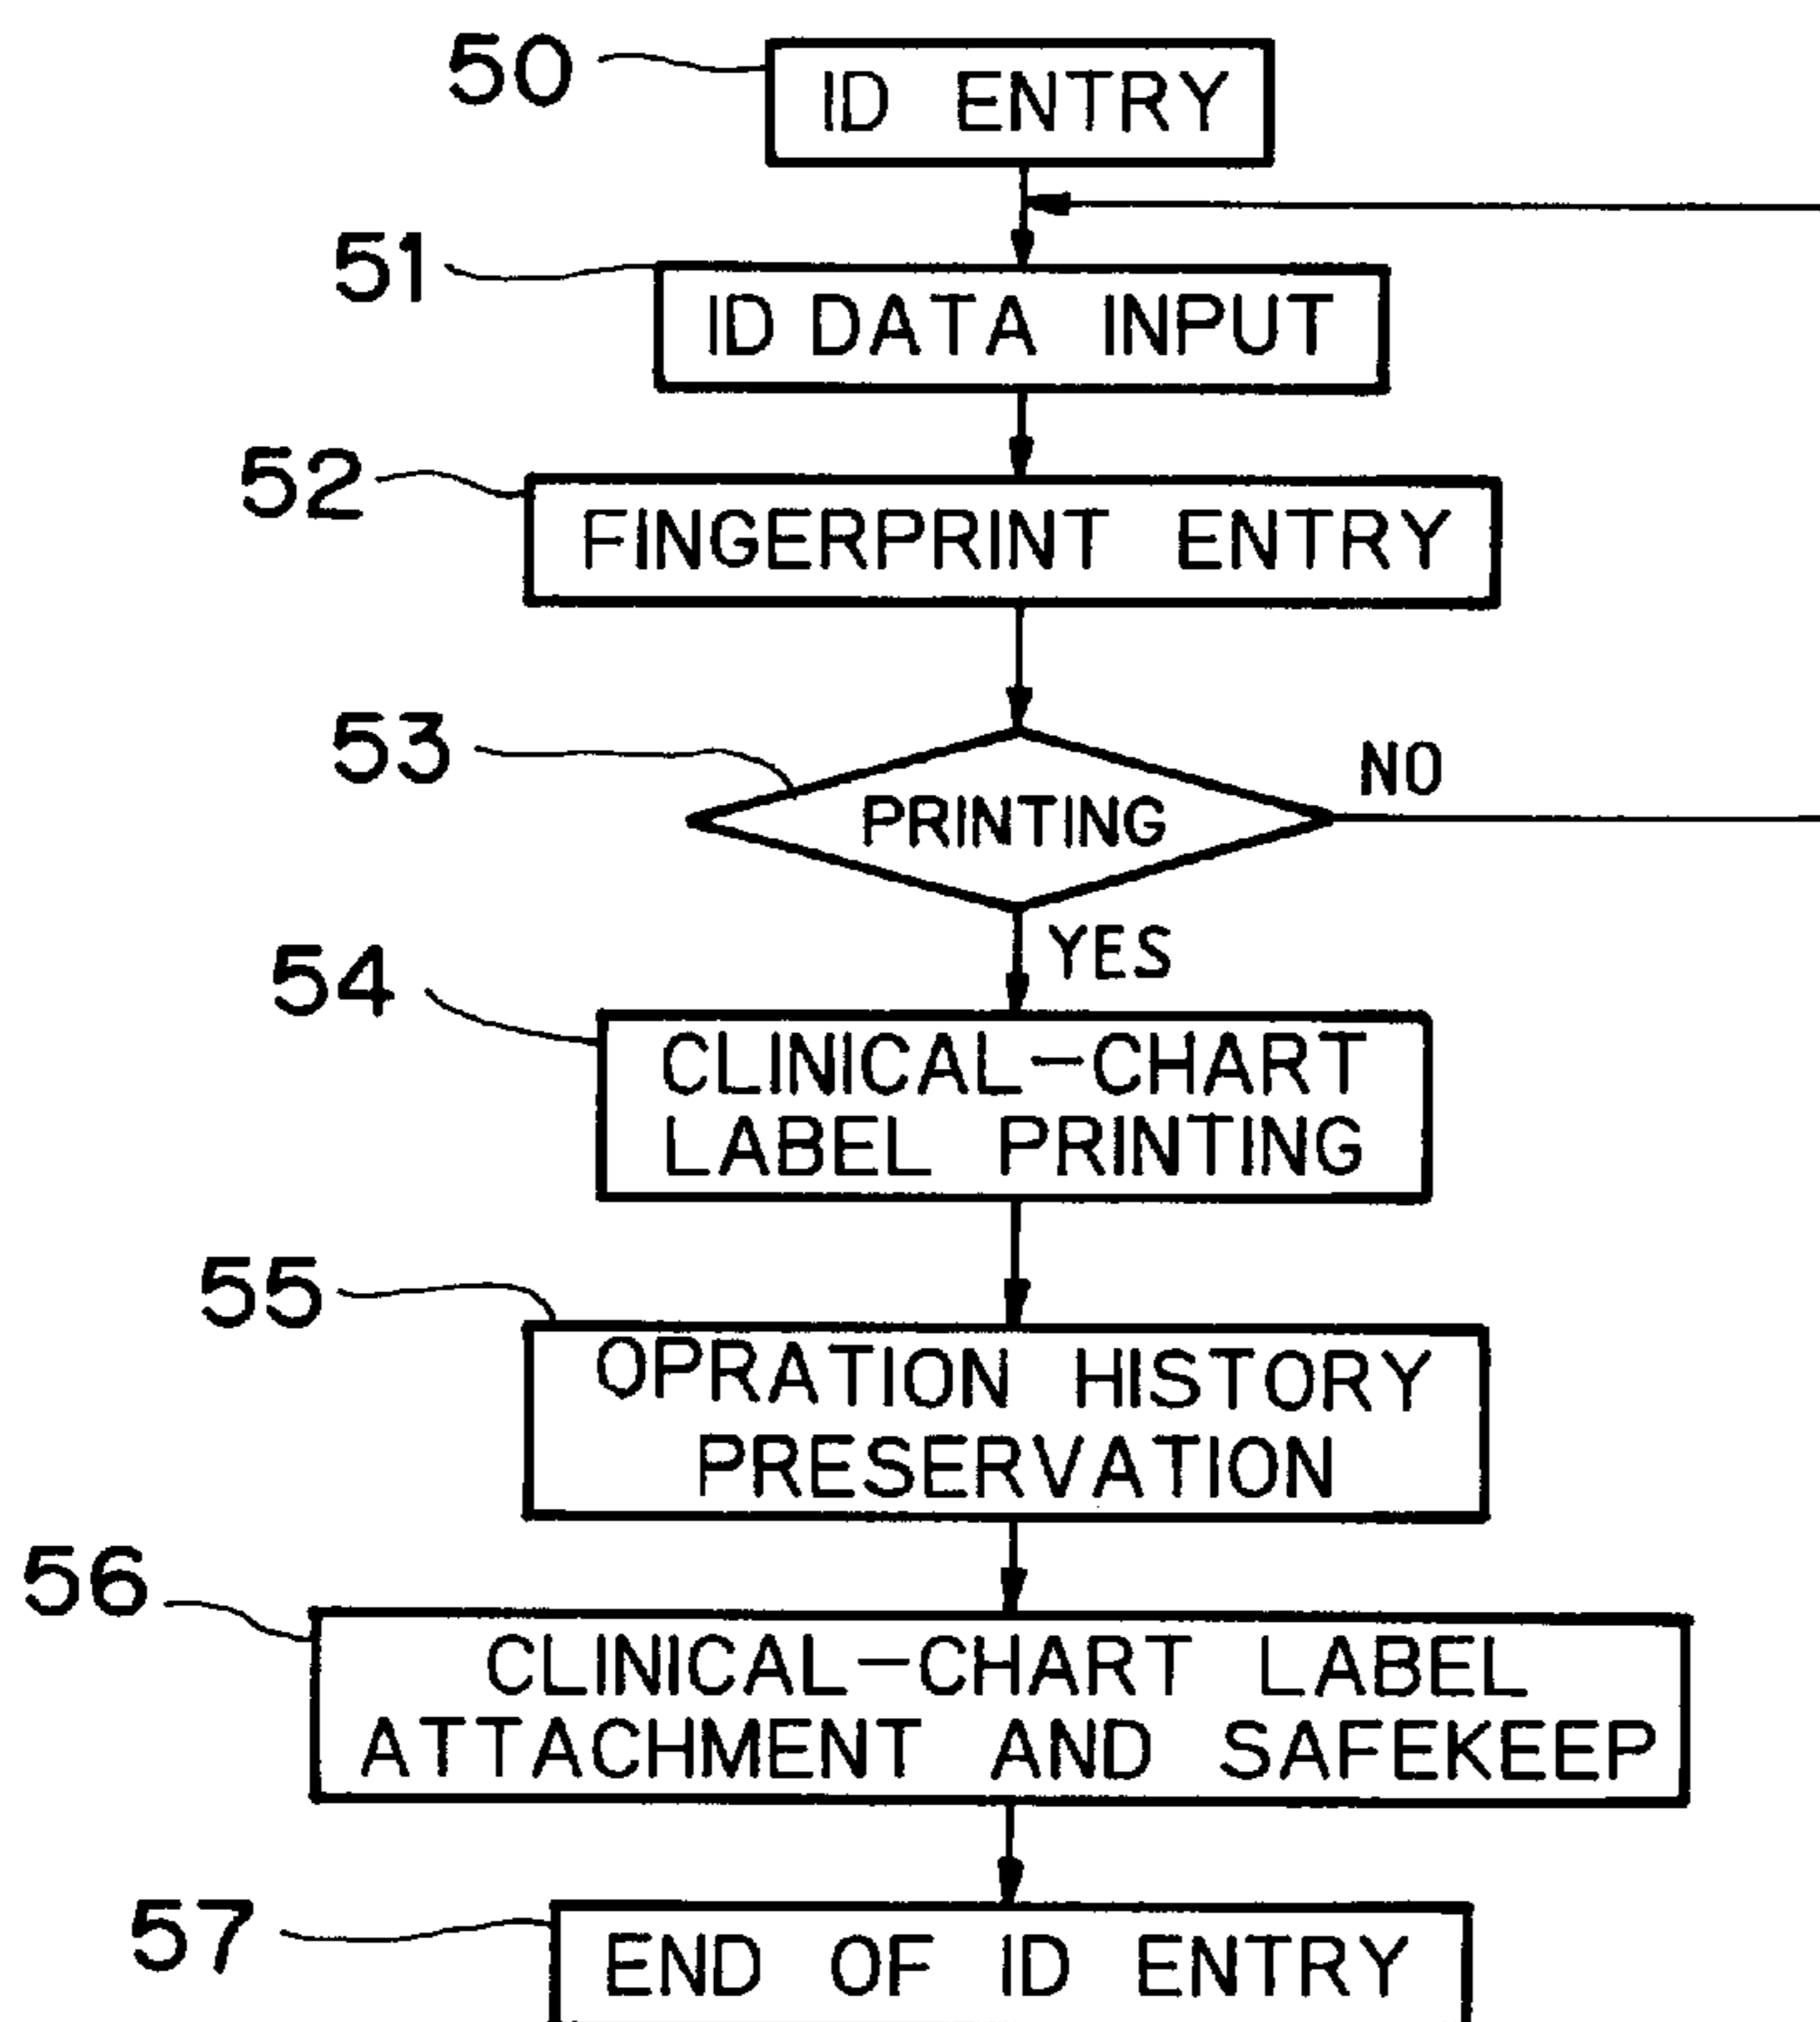 50
ID ENTRY
51
ID DATA INPUT
52
FINGERPRINT ENTRY
53
PRINTING
NO
YES
54
CLINICAL-CHART
LABEL PRINTING
55
OPRATION HISTORY
PRESERVATION
56
CLINICAL-CHART LABEL
ATTACHMENT AND SAFEKEEP
57
END OF ID ENTRY